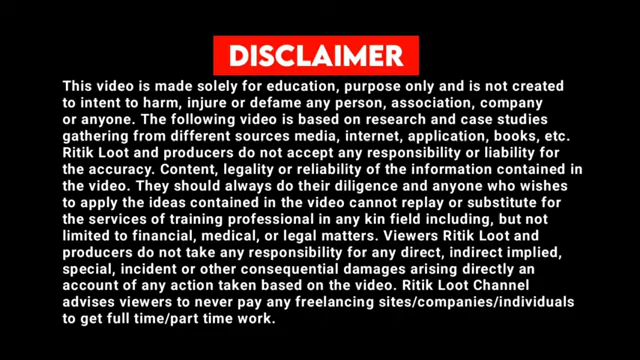 DISCLAIMER
This video is made solely for education, purpose only and is not created
to intent to harm, injure or defame any person, association, company
or anyone. The following video is based on research and case studies
gathering from different sources media, internet, application, books, etc.
Ritik Loot and producers do not accept any responsibility or liability for
the accuracy. Content, legality or reliability of the information contained in
the video. They should always do their diligence and anyone who wishes
to apply the ideas contained in the video cannot replay or substitute for
the services of training professional in any kin field including, but not
limited to financial, medical, or legal matters. Viewers Ritik Loot and
producers do not take any responsibility for any direct, indirect implied,
special, incident or other consequential damages arising directly an
account of any action taken based on the video. Ritik Loot Channel
advises viewers to never pay any freelancing sites/companies/individuals
to get full time/part time work.